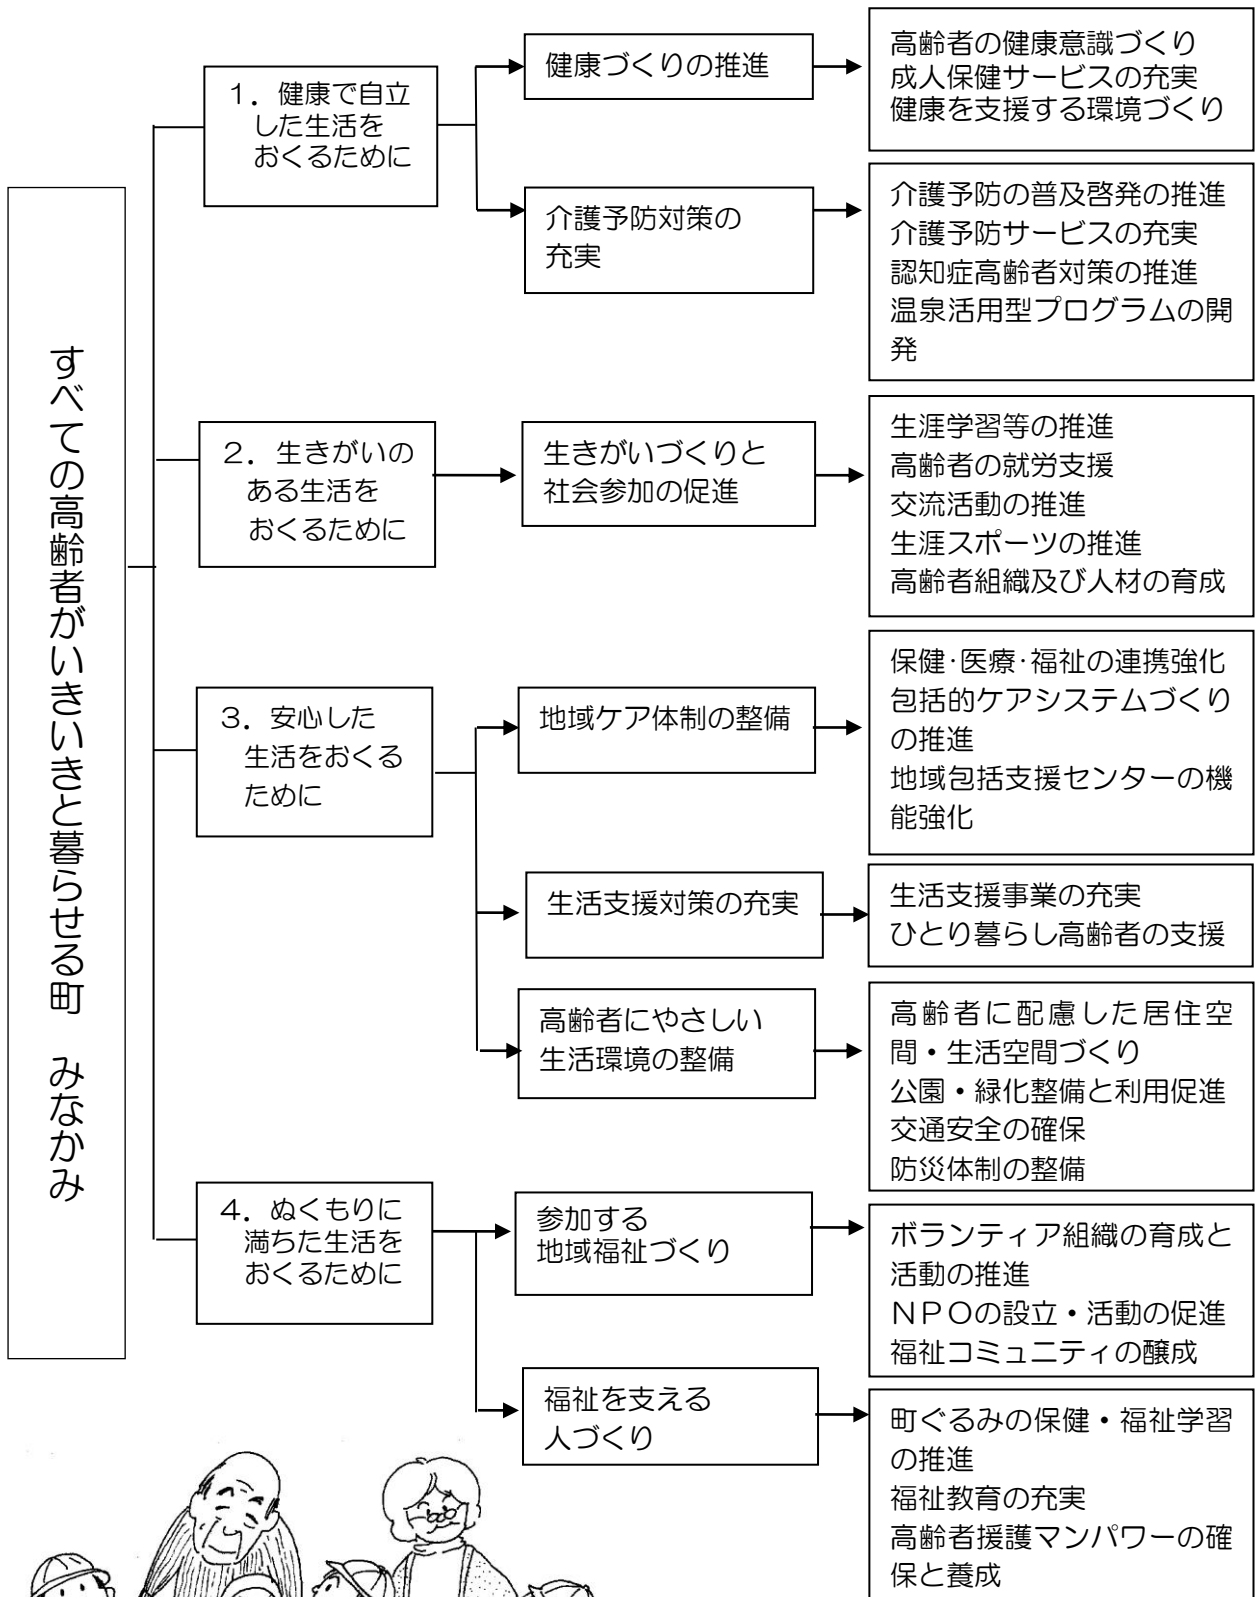 すべての高齢者がいきいきと暮らせる町　みなかみ
１．健康で自立
した生活を
おくるために
健康づくりの推進
高齢者の健康意識づくり
成人保健サービスの充実
健康を支援する環境づくり
介護予防対策の
充実
介護予防の普及啓発の推進
介護予防サービスの充実
認知症高齢者対策の推進
温泉活用型プログラムの開
発
２．生きがいの
ある生活を
おくるために
生きがいづくりと
社会参加の促進
生涯学習等の推進
高齢者の就労支援
交流活動の推進
生涯スポーツの推進
高齢者組織及び人材の育成
３．安心した
生活をおくる
ために
地域ケア体制の整備
保健･医療･福祉の連携強化
包括的ケアシステムづくり
の推進
地域包括支援センターの機
能強化
生活支援対策の充実
生活支援事業の充実
ひとり暮らし高齢者の支援
高齢者にやさしい
生活環境の整備
高齢者に配慮した居住空
間・生活空間づくり
公園・緑化整備と利用促進
交通安全の確保
防災体制の整備
４．ぬくもりに
満ちた生活を
おくるために
参加する
地域福祉づくり
ボランティア組織の育成と
活動の推進
ＮＰＯの設立・活動の促進
福祉コミュニティの醸成
福祉を支える
人づくり
町ぐるみの保健・福祉学習
の推進
福祉教育の充実
高齢者援護マンパワーの確
保と養成